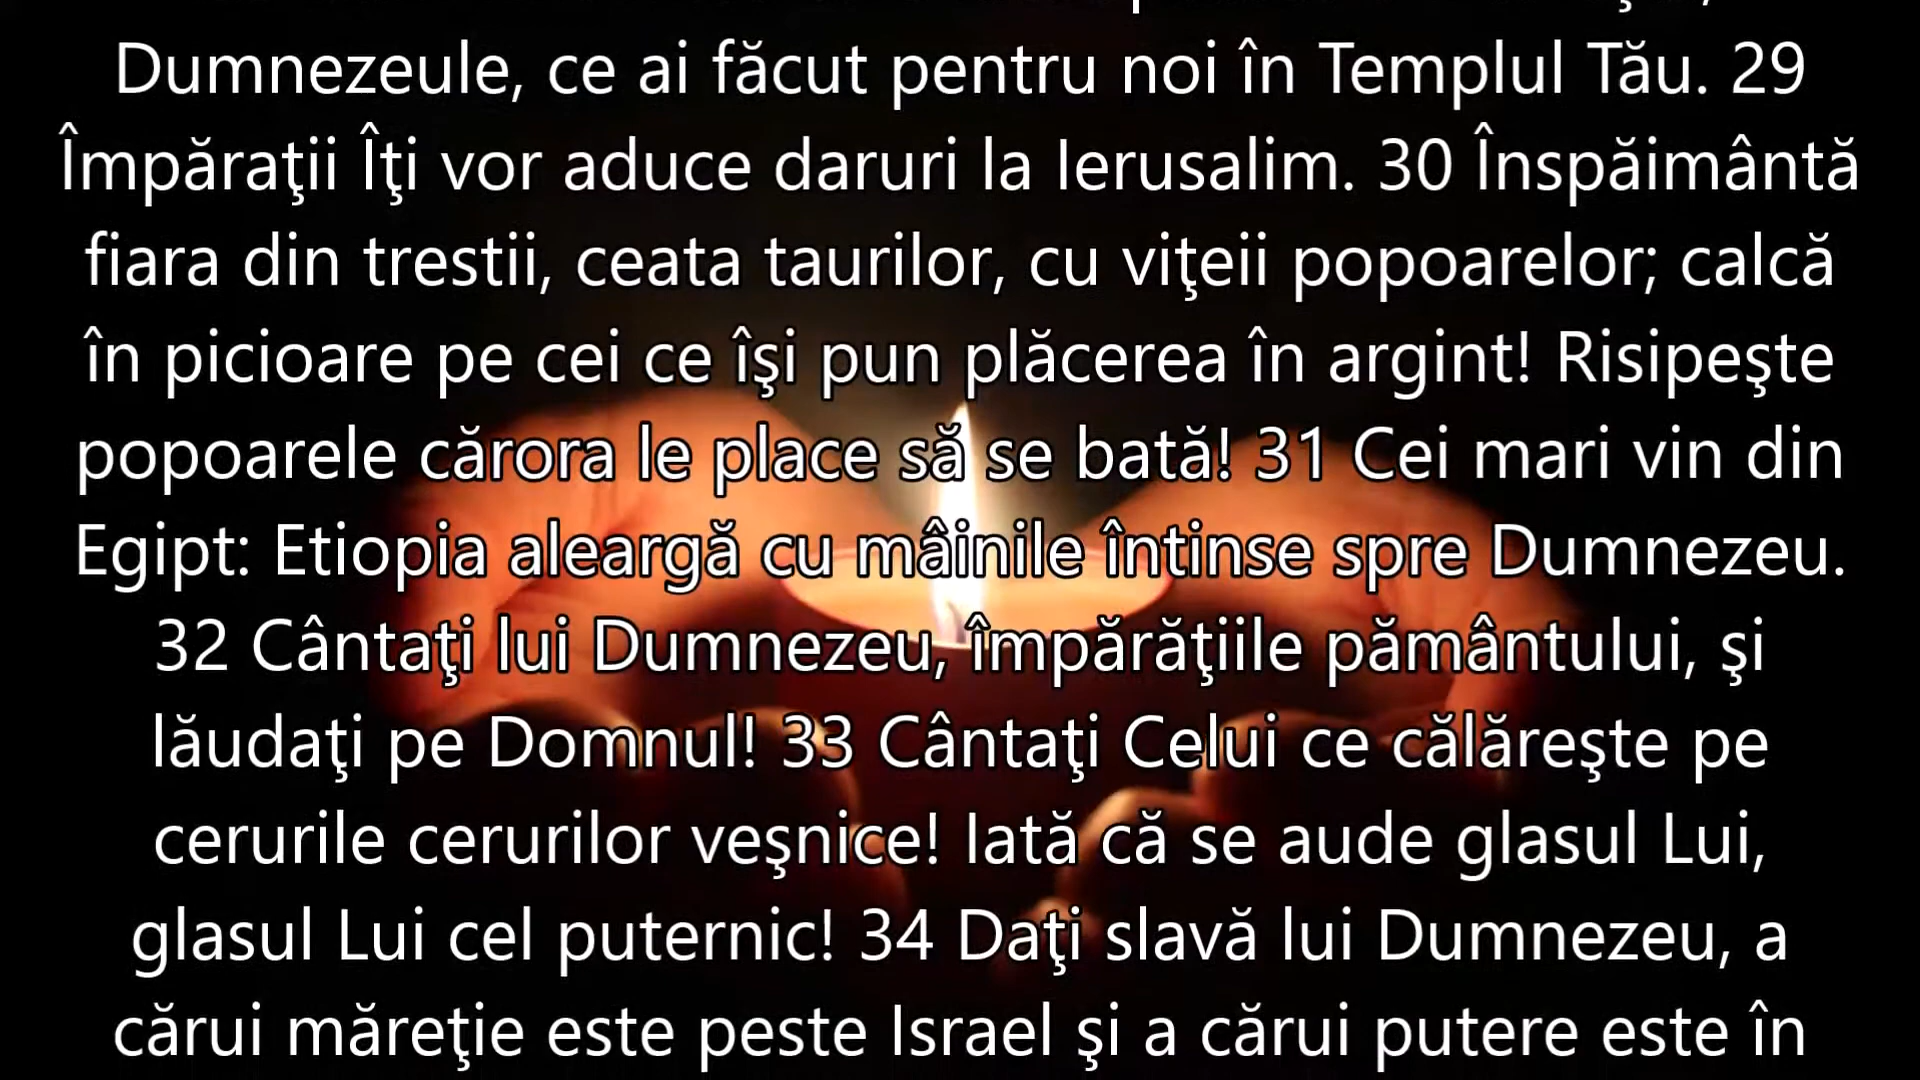 Dumnezeule, ce ai făcut pentru noi în Templul Tău. 29
Împăraţii Îţi vor aduce daruri la Ierusalim. 30 Înspăimântă
fiara din trestii, ceata taurilor, cu viţeii popoarelor; calcă
în picioare pe cei ce îşi pun plăcerea în argint! Risipeşte
popoarele cărora le place să se bată! 31 Cei mari vin din
Egipt: Etiopia aleargă cu mâinile întinse spre Dumnezeu.
32 Cântaţi lui Dumnezeu, împărăţiile pământului, şi
lăudaţi pe Domnul! 33 Cântaţi Celui ce călăreşte pe
cerurile cerurilor veşnice! Iată că se aude glasul Lui,
glasul Lui cel puternic! 34 Daţi slavă lui Dumnezeu, a
cărui măreţie este peste Israel şi a cărui putere este în